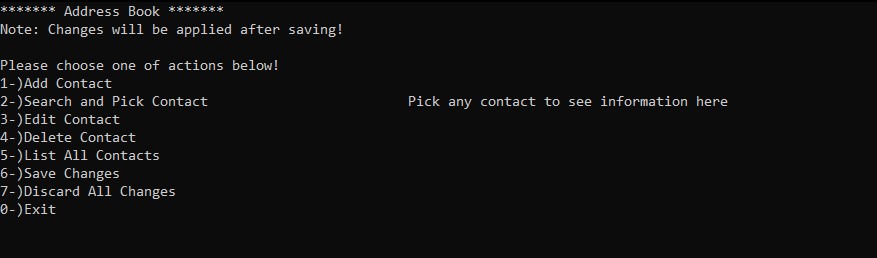 ******* Address Book *******
Note: Changes will be applied after saving!
Please choose one of actions below!
1-)Add Contact
2-)Search and Pick Contact Pick any contact to see information here
3-)Edit Contact
4-)Delete Contact
5-)List All Contacts
6-)Save Changes
7-)Discard All Changes
0-)Exit